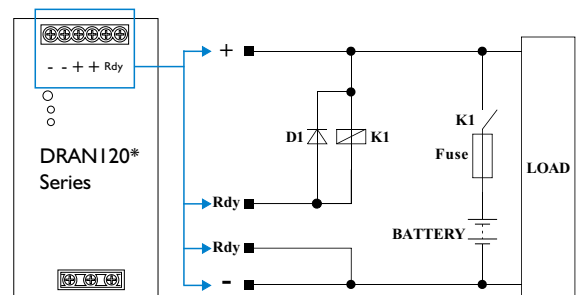 - - + + Rdy
DRAN120*
Series
+
D1
K1
K1
Fuse
LOAD
Rdy
Rdy
BATTERY
-